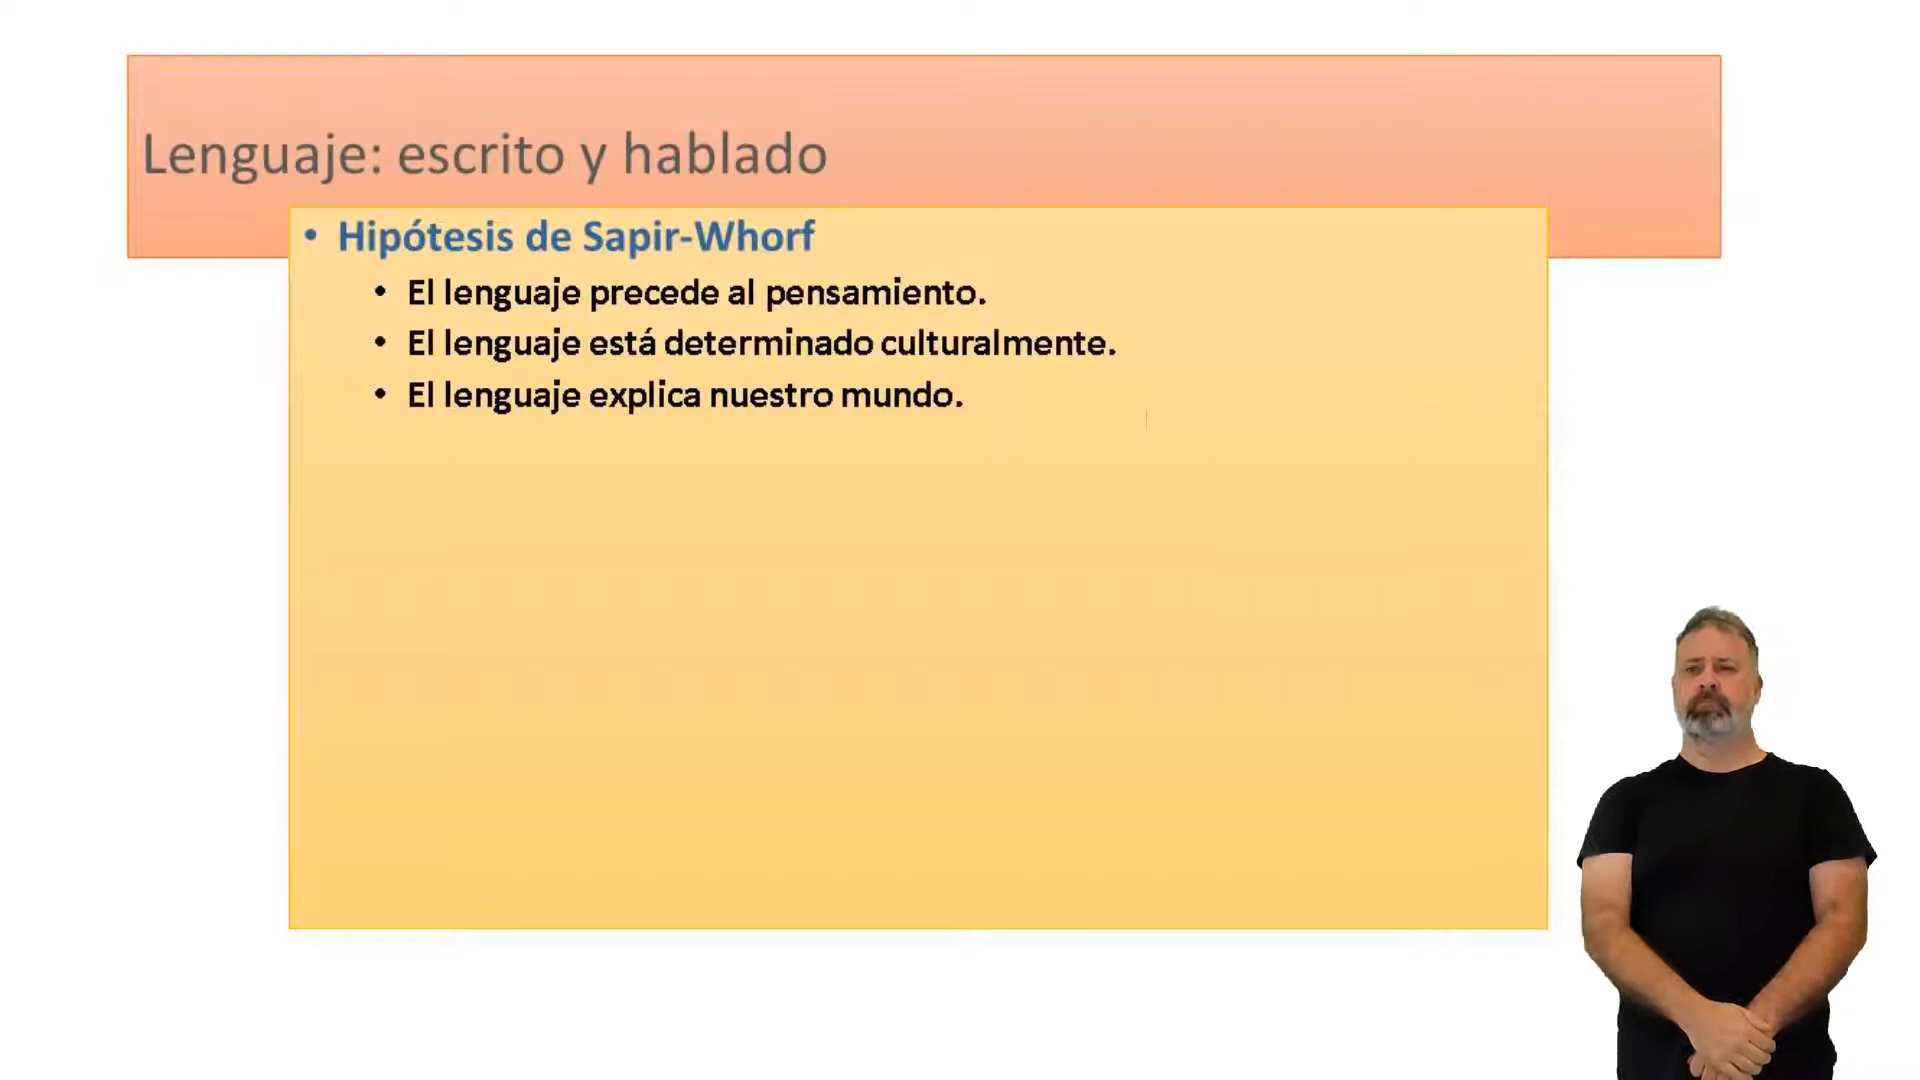 Lenguaje: escrito y hablado
• Hipótesis de Sapir-Whorf
• El lenguaje precede al pensamiento.
• El lenguaje está determinado culturalmente.
• El lenguaje explica nuestro mundo.